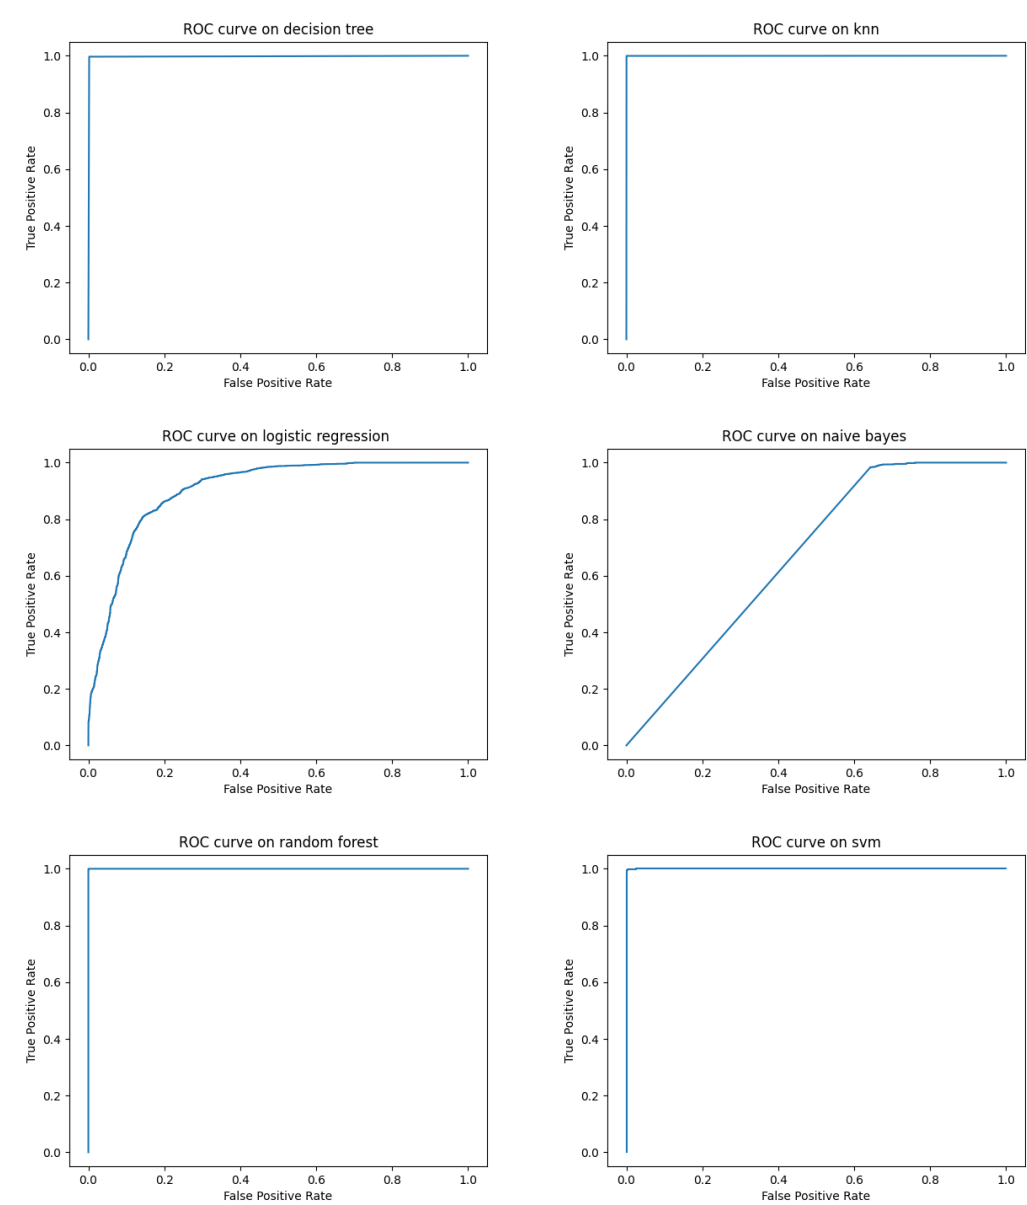 ROC curve on decision tree
1.0
0.8
0.6
0.4
0.2
0.0
True Positive Rate
0.0 0.2 0.4 0.6 0.8 1.0
False Positive Rate
ROC curve on knn
1.0
0.8
0.6
0.4
0.2
0.0
True Positive Rate
0.0 0.2 0.4 0.6 0.8 1.0
False Positive Rate
ROC curve on logistic regression
1.0
0.8
0.6
0.4
0.2
0.0
True Positive Rate
0.0 0.2 0.4 0.6 0.8 1.0
False Positive Rate
ROC curve on naive bayes
1.0
0.8
0.6
0.4
0.2
0.0
True Positive Rate
0.0 0.2 0.4 0.6 0.8 1.0
False Positive Rate
ROC curve on random forest
1.0
0.8
0.6
0.4
0.2
0.0
True Positive Rate
0.0 0.2 0.4 0.6 0.8 1.0
False Positive Rate
ROC curve on svm
1.0
0.8
0.6
0.4
0.2
0.0
True Positive Rate
0.0 0.2 0.4 0.6 0.8 1.0
False Positive Rate